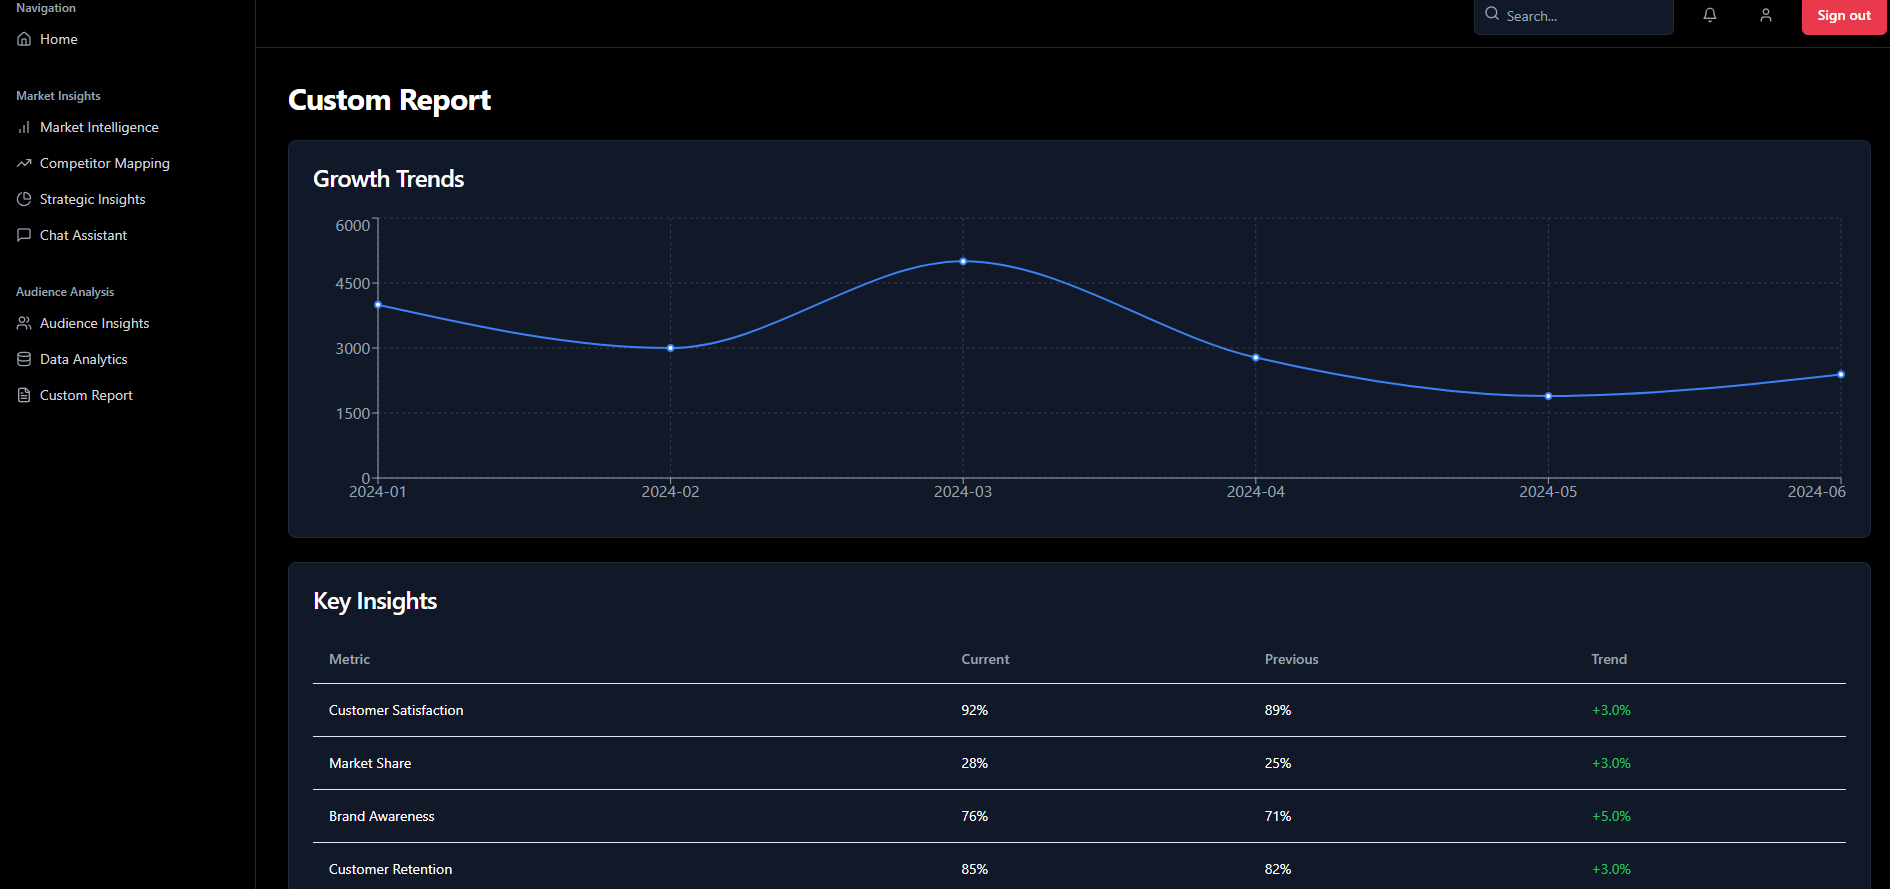 Navigation
Home
Market Insights
Market Intelligence
Competitor Mapping
Strategic Insights
Chat Assistant
Audience Analysis
Audience Insights
Data Analytics
Custom Report
Search...
Sign out
Custom Report
Growth Trends
6000
4500
3000
1500
0
2024-01 2024-02 2024-03 2024-04 2024-05 2024-06
Key Insights
Metric Current Previous Trend
Customer Satisfaction 92% 89% +3.0%
Market Share 28% 25% +3.0%
Brand Awareness 76% 71% +5.0%
Customer Retention 85% 82% +3.0%